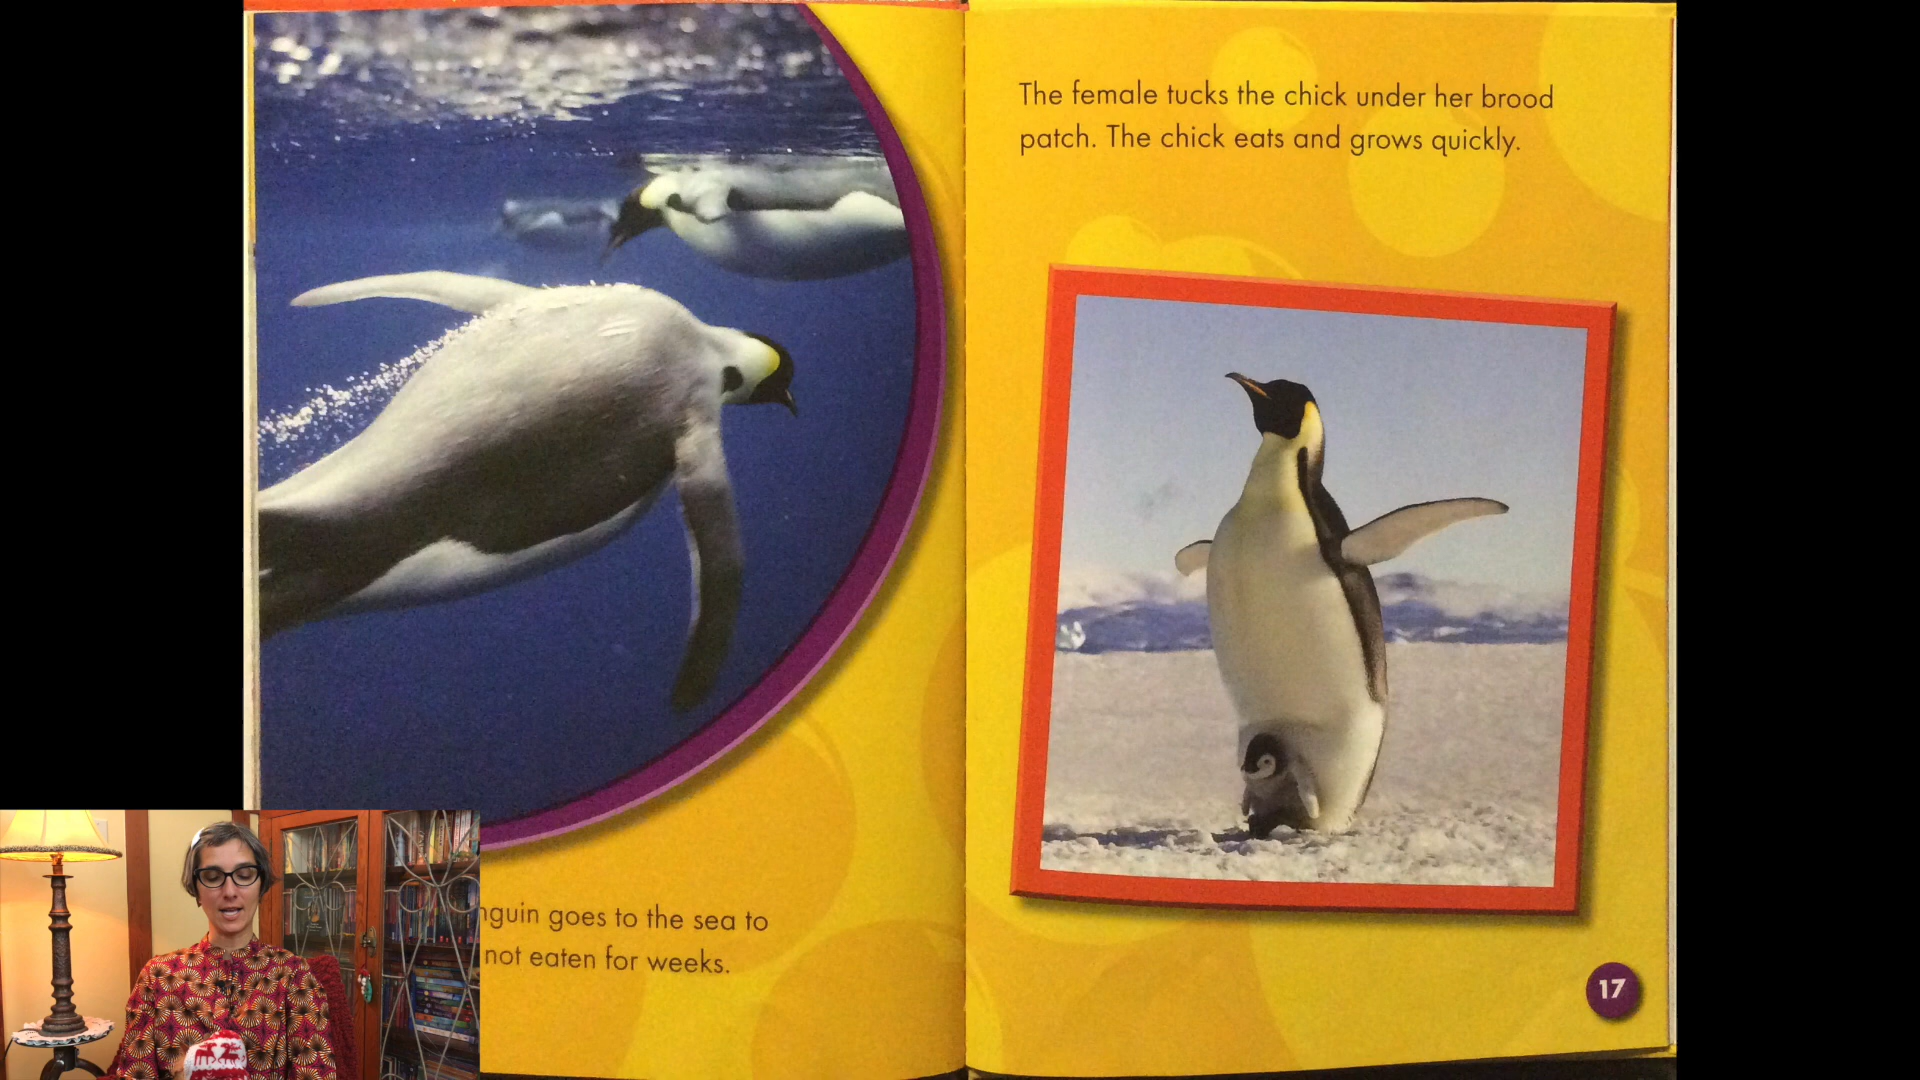 goes to the sea to
not eaten for weeks.
The female tucks the chick under her brood
patch. The chick eats and grows quickly.
17